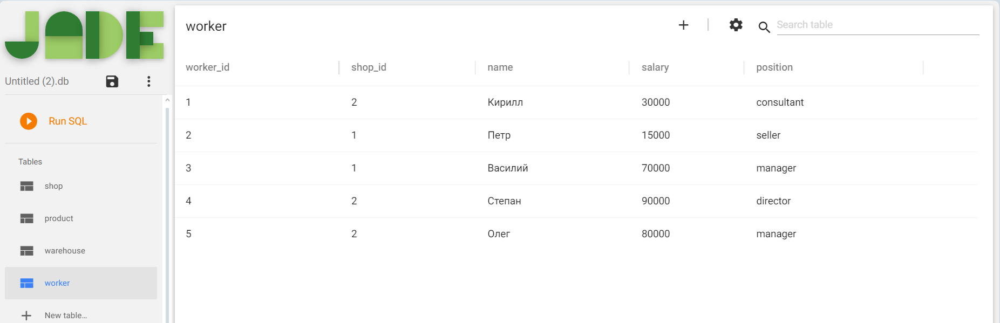 JADE
Untitled (2).db
Run SQL
Tables
shop
product
warehouse
worker
New table...
worker
Search table
worker_id shop_id name salary position
1 2 Кирилл 30000 consultant
2 1 Петр 15000 seller
3 1 Василий 70000 manager
4 2 Степан 90000 director
5 2 Олег 80000 manager